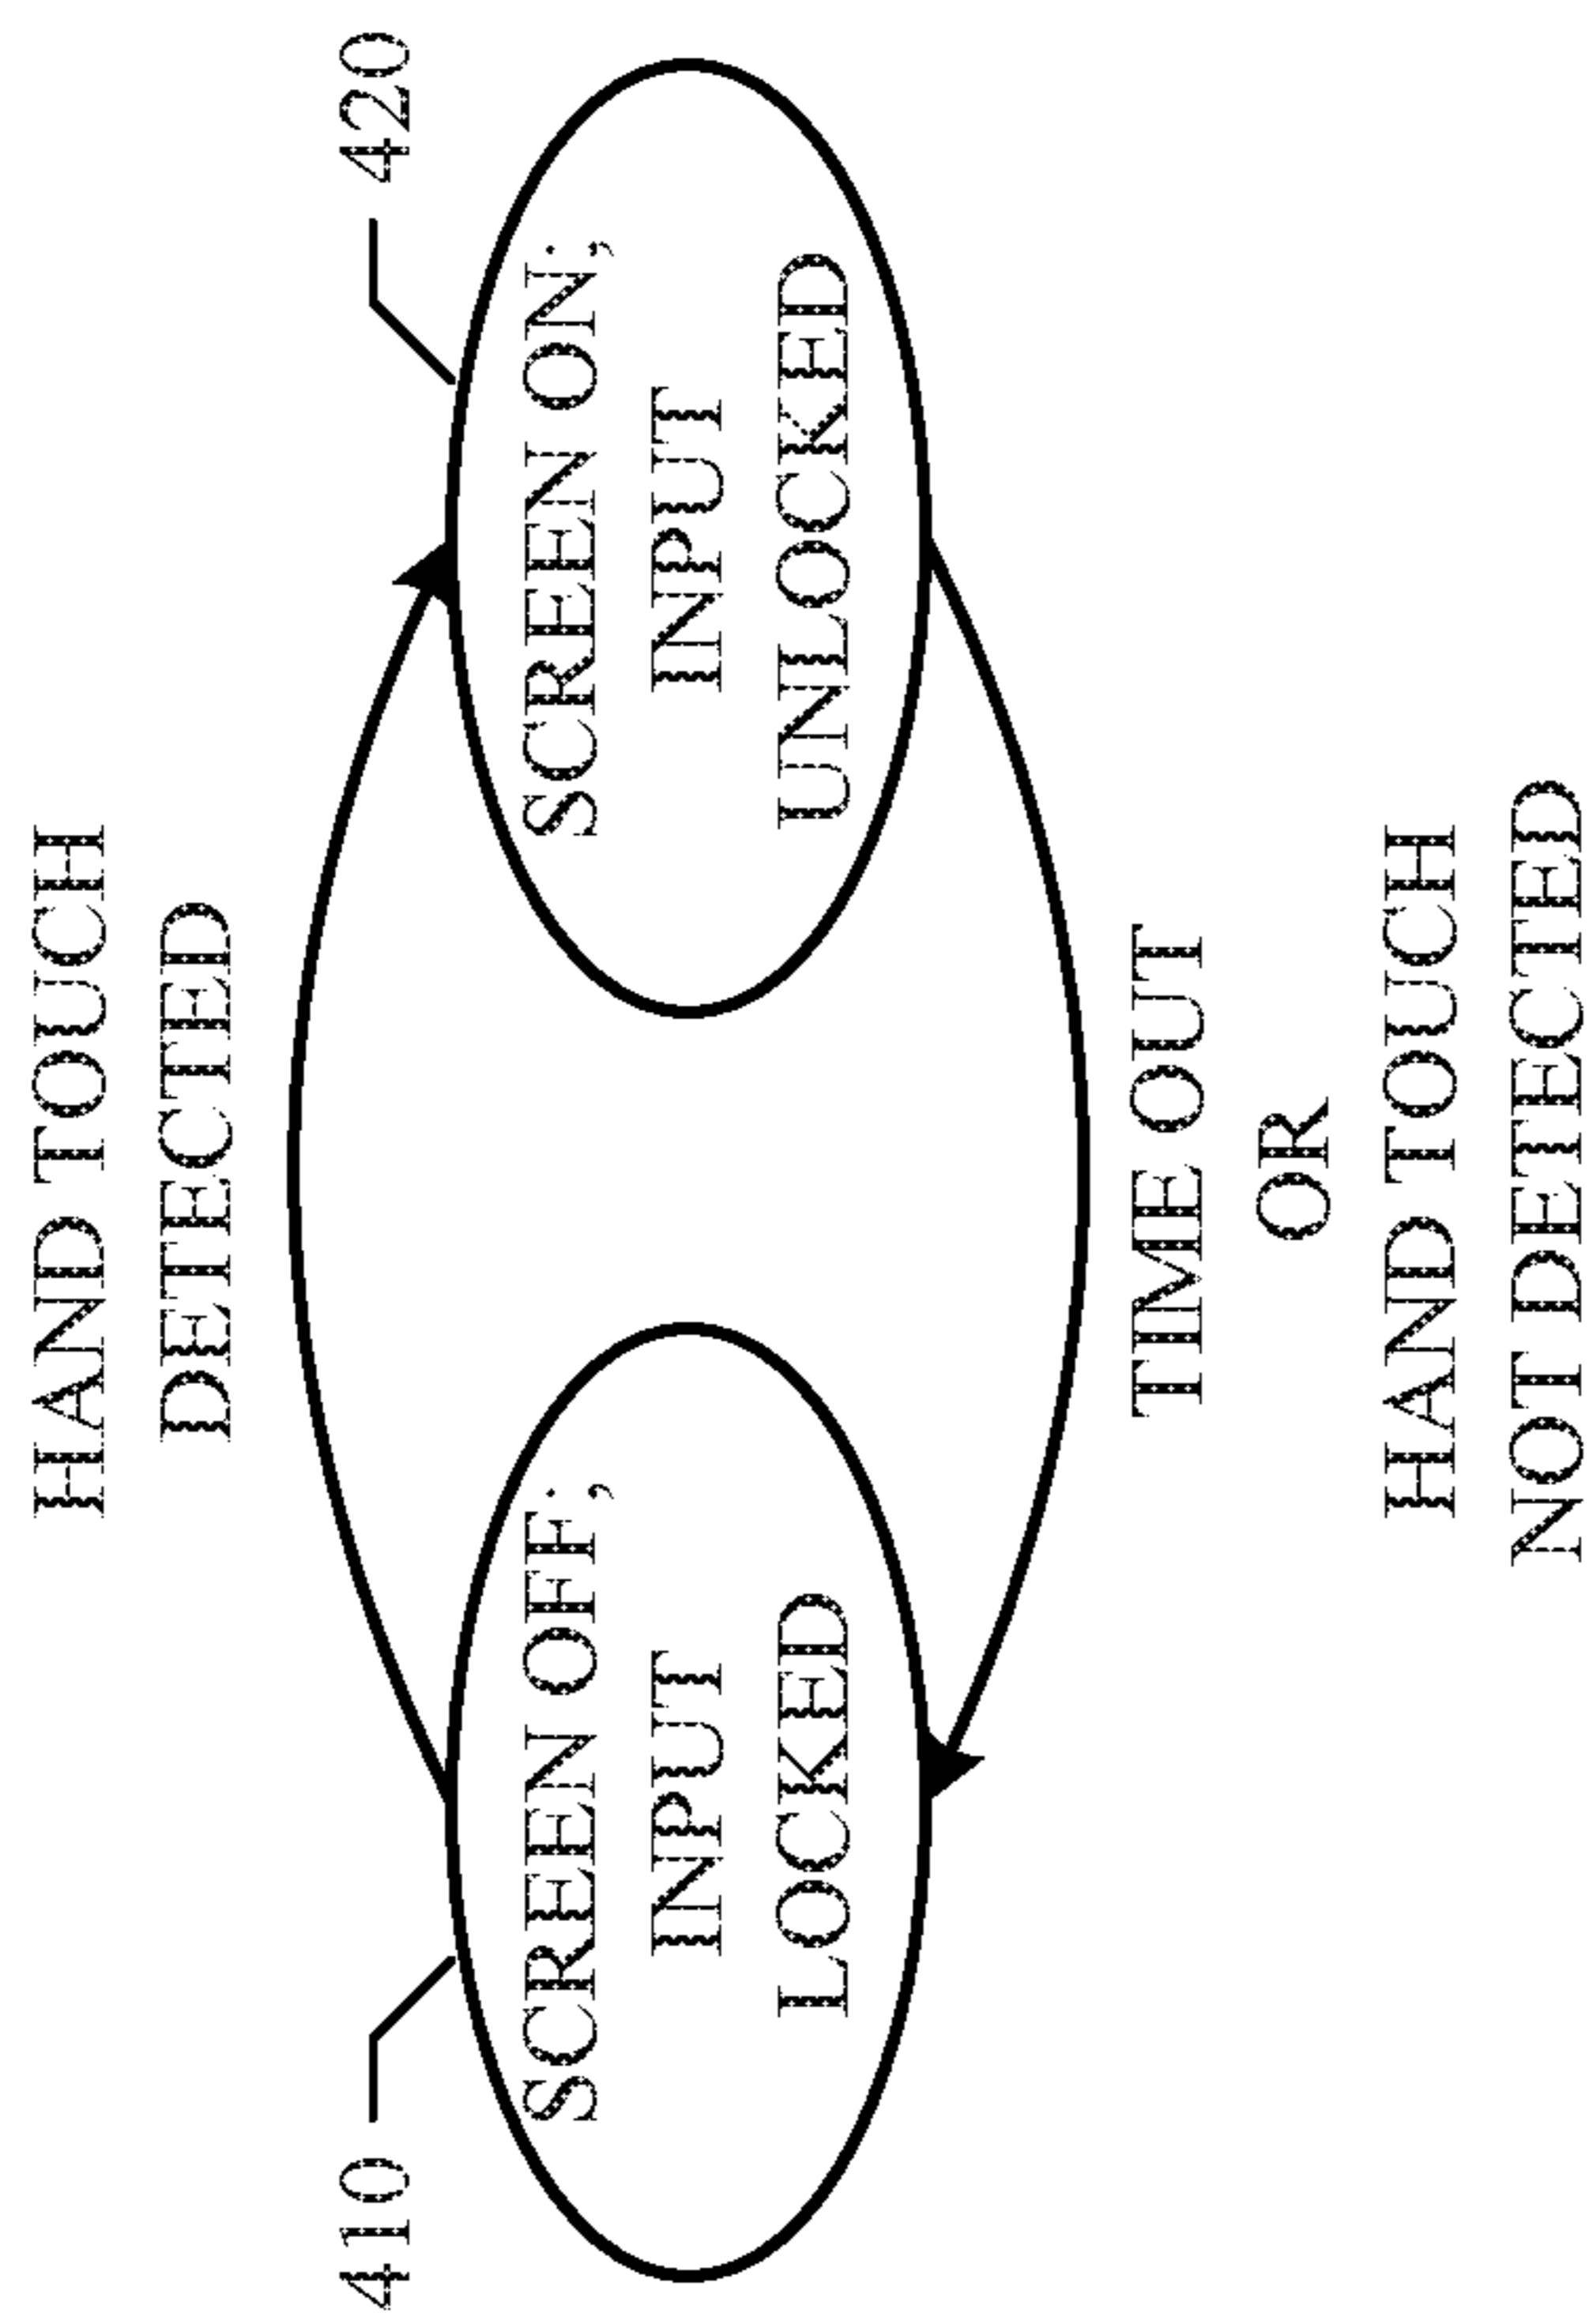 HAND TOUCH
DETECTED
410
420
SCREEN OFF;
INPUT
LOCKED
SCREEN ON;
INPUT
UNLOCKED
TIME OUT
OR
HAND TOUCH
NOT DETECTED